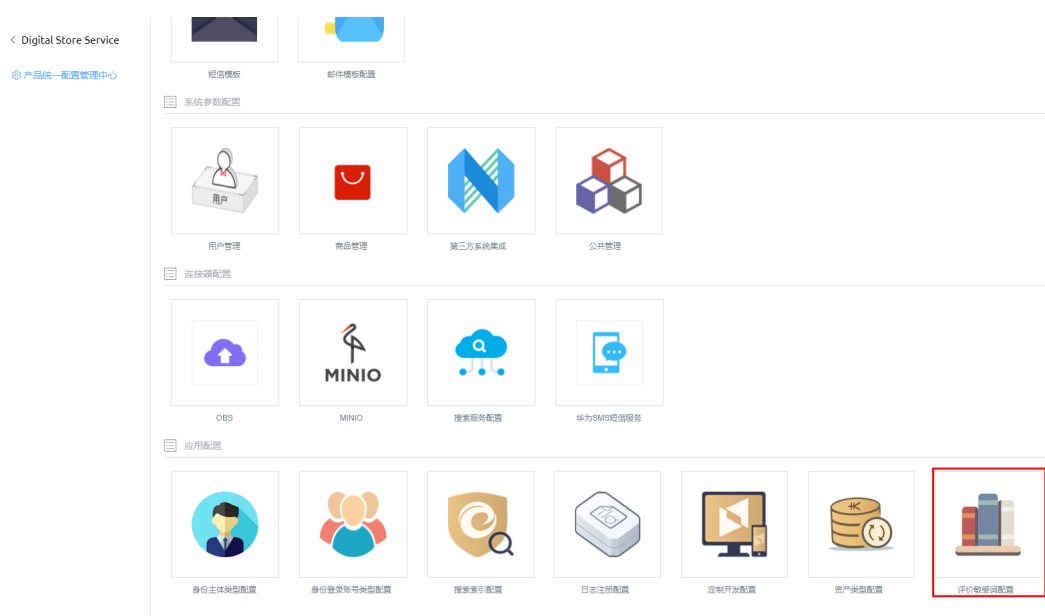 Digital Store Service
产品统一配置管理中心
短信模板
邮件模板配置
系统参数配置
用户
用户管理
商品管理
第三方系统集成
公共管理
连接器配置
MINIO
OBS
MINIO
搜索服务配置
华为SMS短信服务
应用配置
身份主体类型配置
身份登录账号类型配置
搜索索引配置
日志注册配置
定制开发配置
资产类型配置
评价敏感词配置